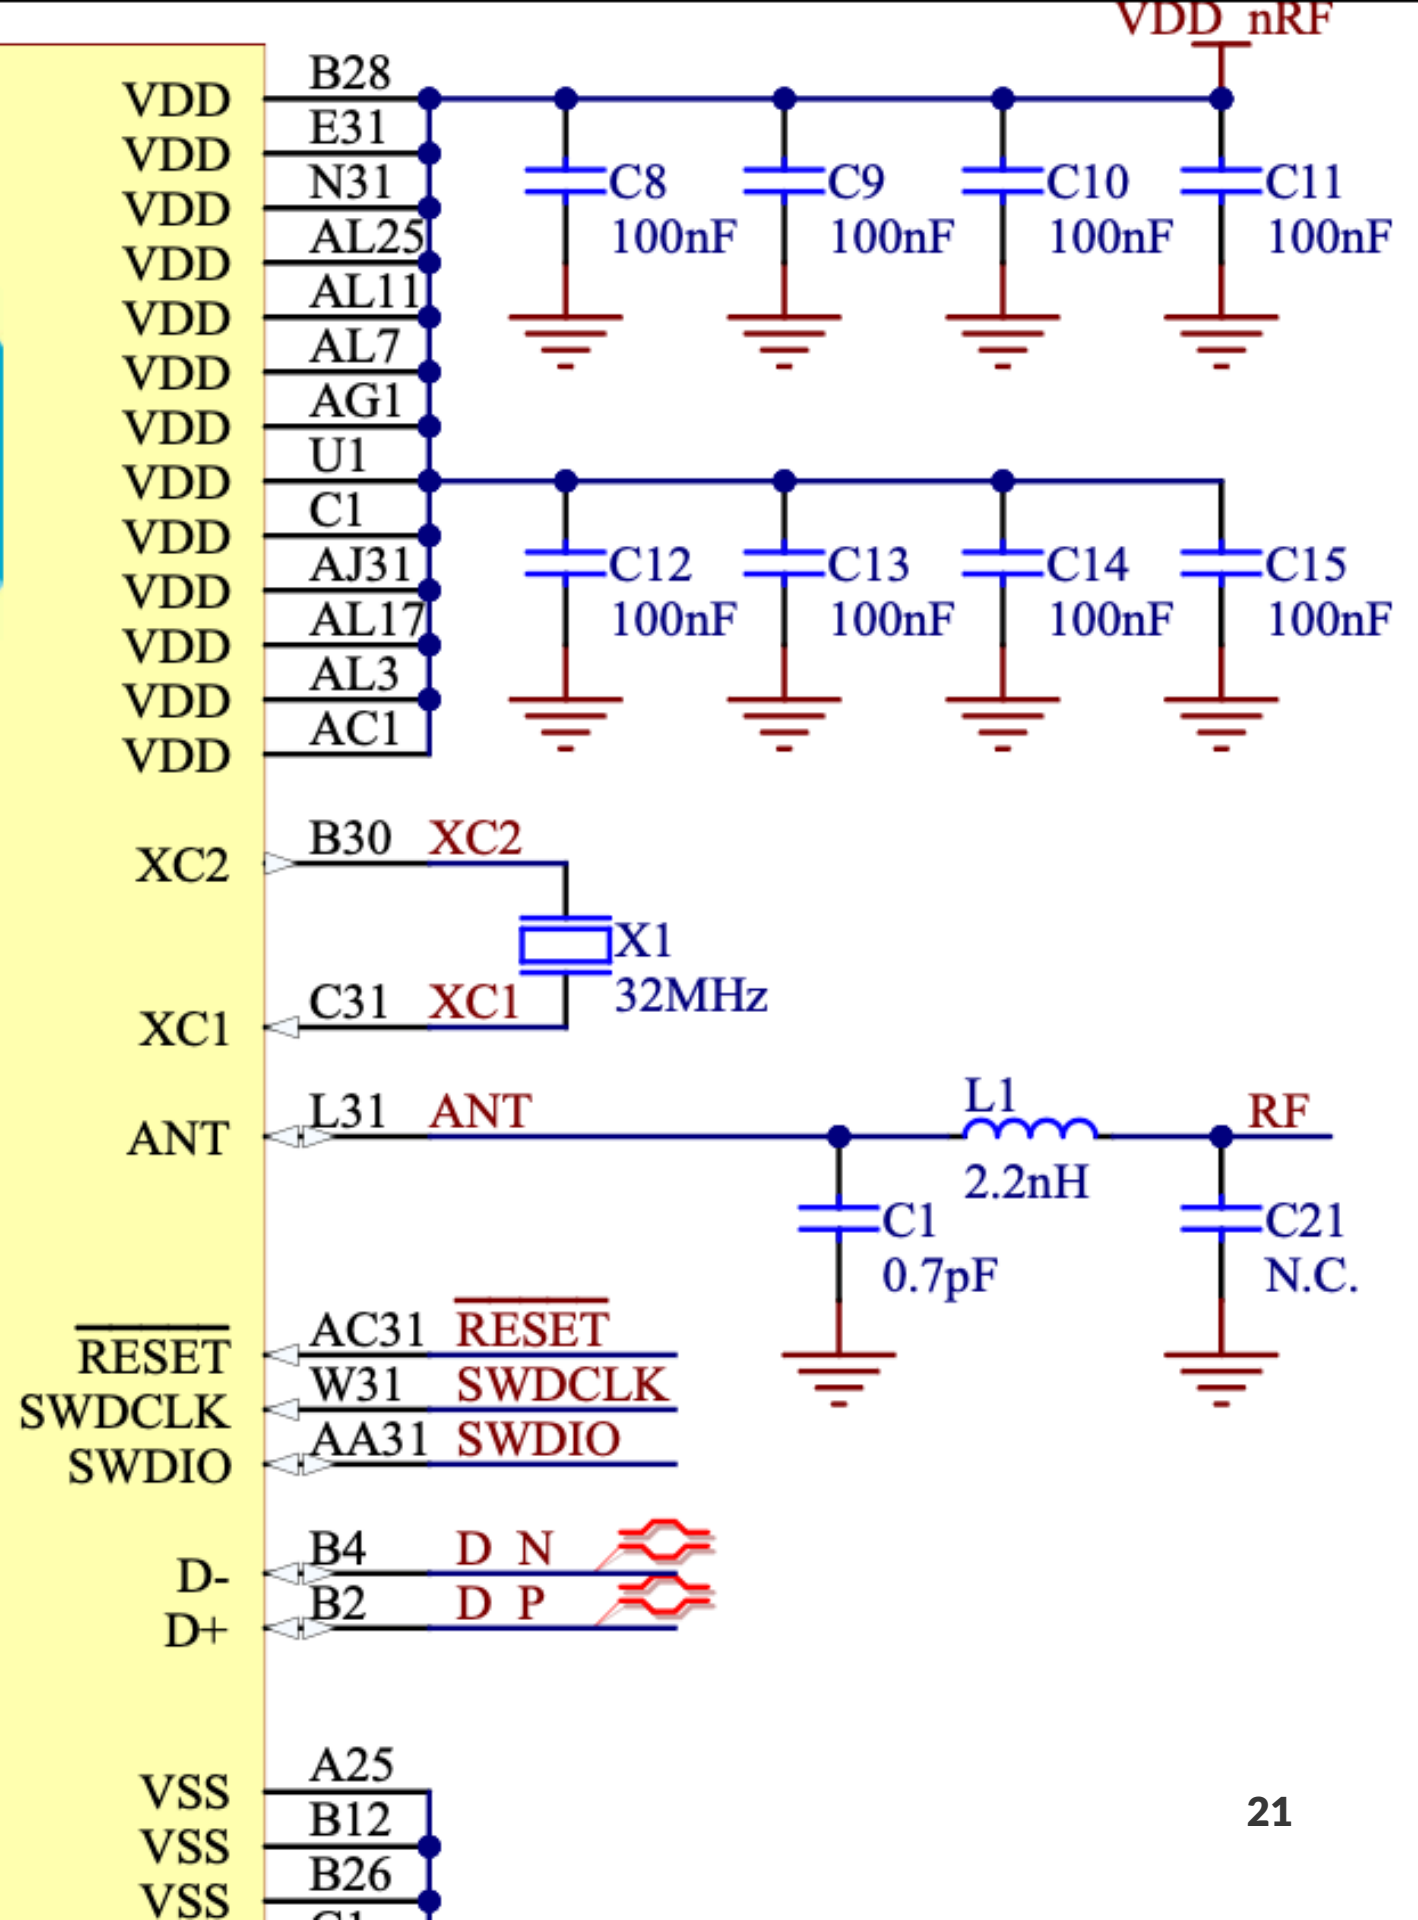 VDD_nRF
VDD B28
VDD E31
VDD N31
VDD AL25
VDD AL11
VDD AL7
VDD AG1
VDD U1
VDD C1
VDD AJ31
VDD AL17
VDD AL3
VDD AC1
C8 100nF
C9 100nF
C10 100nF
C11 100nF
C12 100nF
C13 100nF
C14 100nF
C15 100nF
XC2 B30 XC2
X1
32MHz
XC1 C31 XC1
ANT L31 ANT
L1
2.2nH
RF
C1
0.7pF
C21
N.C.
RESET AC31 RESET
SWDCLK W31 SWDCLK
SWDIO AA31 SWDIO
D- B4 D N
D+ B2 D P
VSS A25
VSS B12
VSS B26
21